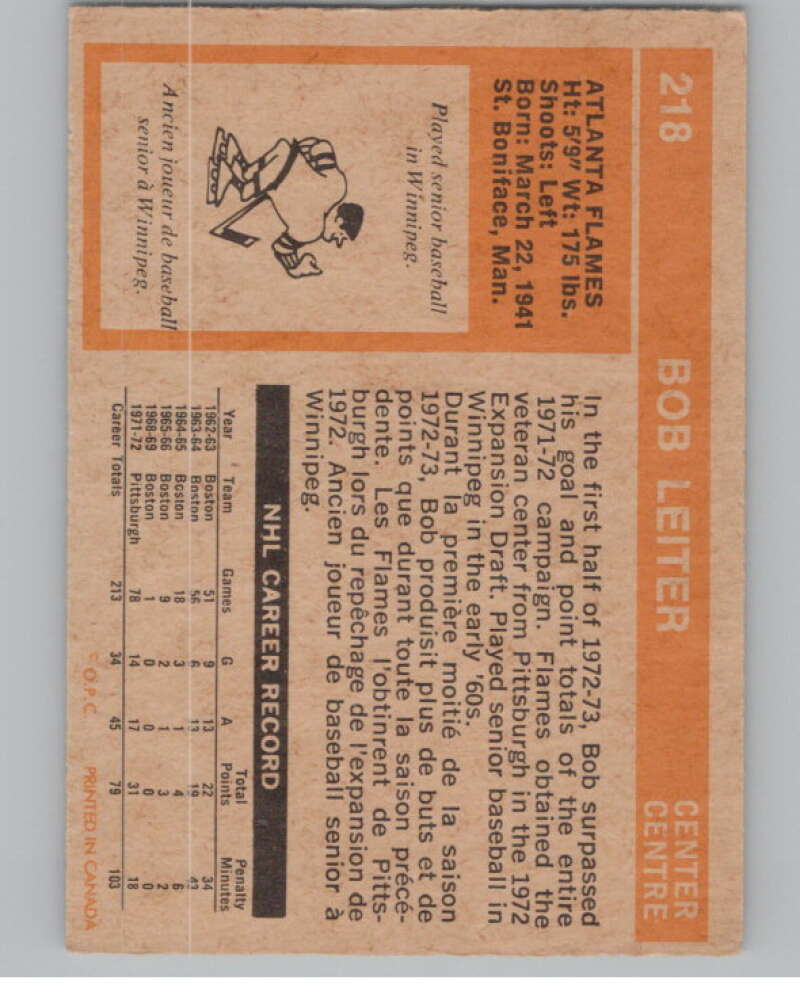 218 BOB LEITER CENTER
CENTRE
ATLANTA FLAMES
Ht: 5'9" Wt: 175 lbs.
Shoots: Left
Born: March 22, 1941
St. Boniface, Man.
Played senior baseball
in Winnipeg.
Ancien joueur de baseball
senior à Winnipeg.
In the first half of 1972-73, Bob surpassed
his goal and point totals of the entire
1971-72 campaign. Flames obtained the
veteran center from Pittsburgh in the 1972
Expansion Draft. Played senior baseball in
Winnipeg in the early '60s.
Durant la première moitié de la saison
1972-73, Bob produisit plus de buts et de
points que durant toute la saison précé-
dente. Les Flames l'obtinrent de Pitts-
burgh lors du repêchage de l'expansion de
1972. Ancien joueur de baseball senior à
Winnipeg.
NHL CAREER RECORD
Year Team Games G A Total Points Penalty Minutes
1962-63 Boston 51 9 13 22 34
1963-64 Boston 56 6 13 19 43
1964-65 Boston 18 3 1 4 6
1965-66 Boston 9 2 1 3 2
1968-69 Boston 1 0 0 0 0
1971-72 Pittsburgh 78 14 17 31 18
Career Totals 213 34 45 79 103
© O.P.C. PRINTED IN CANADA